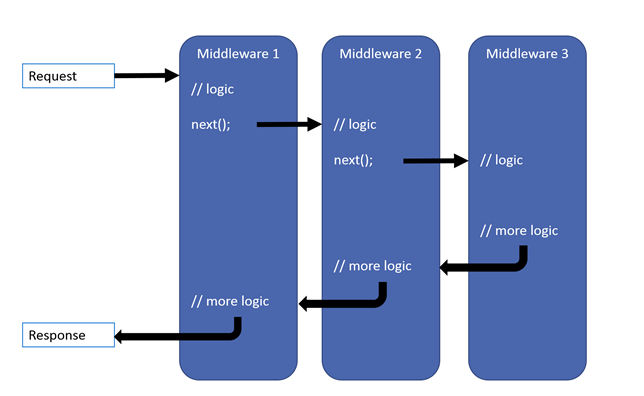 Middleware 1
Middleware 2
Middleware 3
Request
// logic
next();
// logic
next();
// logic
// more logic
// more logic
// more logic
Response